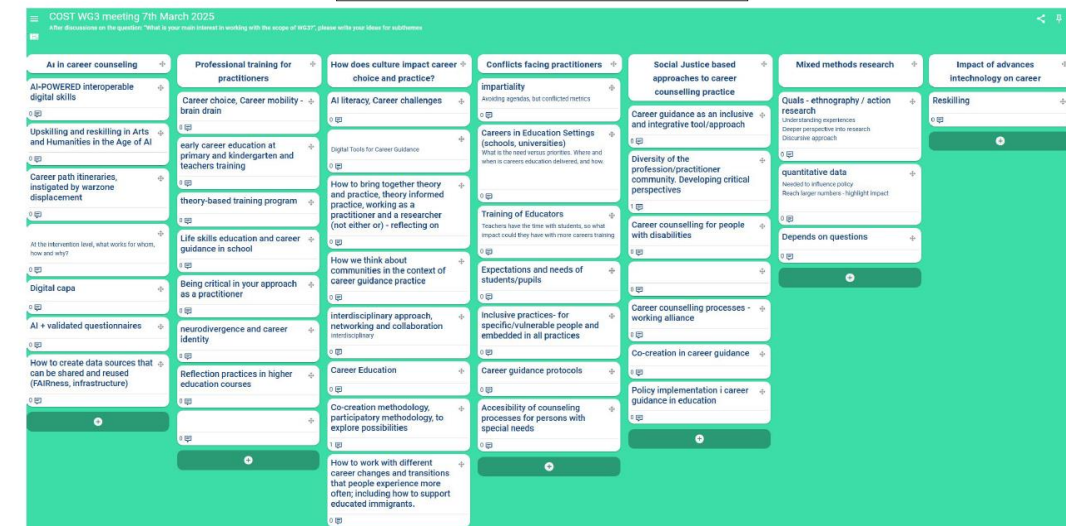 COST WG3 meeting 7th March 2025
After discussions on the question "What is your main interest in working with the scope of WG3?", please write your ideas for subthemes
AI in career counseling
AI-POWERED interoperable
digital skills
0
Upskilling and reskilling in Arts
and Humanities in the Age of AI
0
Career path itineraries,
instigated by warzone
displacement
0
At the intervention level, what works for whom,
how and why?
0
Digital capa
0
AI + validated questionnaires
0
How to create data sources that
can be shared and reused
(FAIRness, infrastructure)
0
Professional training for
practitioners
Career choice, Career mobility -
brain drain
0
early career education at
primary and kindergarten and
teachers training
0
theory-based training program
0
Life skills education and career
guidance in school
0
Being critical in your approach
as a practitioner
0
neurodivergence and career
identity
0
Reflection practices in higher
education courses
0
0
How does culture impact career
choice and practice?
AI literacy, Career challenges
0
Digital Tools for Career Guidance
0
How to bring together theory
and practice, theory informed
practice, working as a
practitioner and a researcher
(not either or) - reflecting on
0
How we think about
communities in the context of
career guidance practice
0
interdisciplinary approach,
networking and collaboration
Interdisciplinary
0
Career Education
0
Co-creation methodology,
participatory methodology, to
explore possibilities
1
How to work with different
career changes and transitions
that people experience more
often; including how to support
educated immigrants.
0
Conflicts facing practitioners
impartiality
Avoiding agendas, but conflicted metrics
0
Careers in Education Settings
(schools, universities)
What is the need versus priorities. Where and
when is careers education delivered, and how.
0
Training of Educators
Teachers have the time with students, so what
impact could they have with more careers training
0
Expectations and needs of
students/pupils
0
Inclusive practices- for
specific/vulnerable people and
embedded in all practices
0
Career guidance protocols
0
Accesibility of counseling
processes for persons with
special needs
0
Social Justice based
approaches to career
counselling practice
Career guidance as an inclusive
and integrative tool/approach
0
Diversity of the
profession/practitioner
community. Developing critical
perspectives
1
Career counselling for people
with disabilities
0
0
Career counselling processes -
working alliance
0
Co-creation in career guidance
0
Policy implementation i career
guidance in education
0
Mixed methods research
Quals - ethnography / action
research
Understanding experiences
Deeper perspective into research
Discursive approach
0
quantitative data
Needed to influence policy
Reach larger numbers - highlight impact
0
Depends on questions
0
Impact of advances
intechnology on career
Reskilling
0